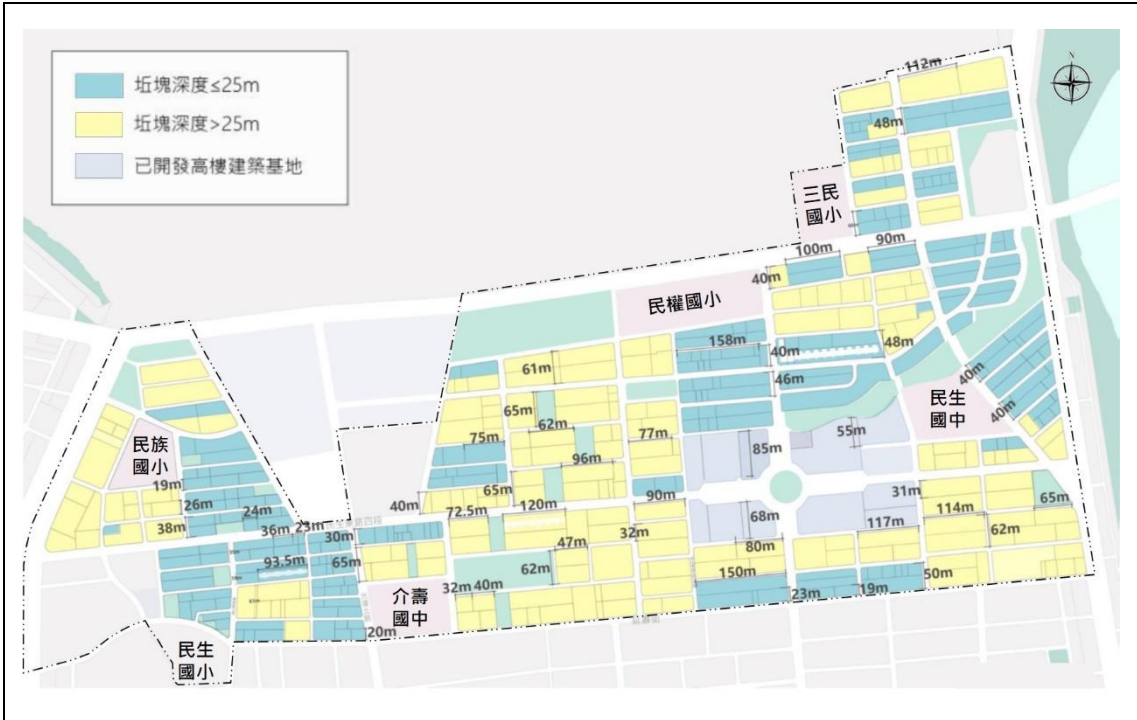 坵塊深度≤25m
坵塊深度>25m
已開發高樓建築基地
N
112m
48m
三民
國小
100m
90m
40m
民權國小
158m
40m
48m
46m
61m
65m
62m
75m
77m
40m
民生
國中
40m
85m
55m
民族
國小
19m
26m
24m
38m
36m
23m
30m
93.5m
65m
40m
72.5m
65m
96m
120m
90m
32m
47m
62m
68m
80m
31m
117m
114m
65m
62m
150m
23m
19m
50m
32m
40m
介壽
國中
20m
民生
國小